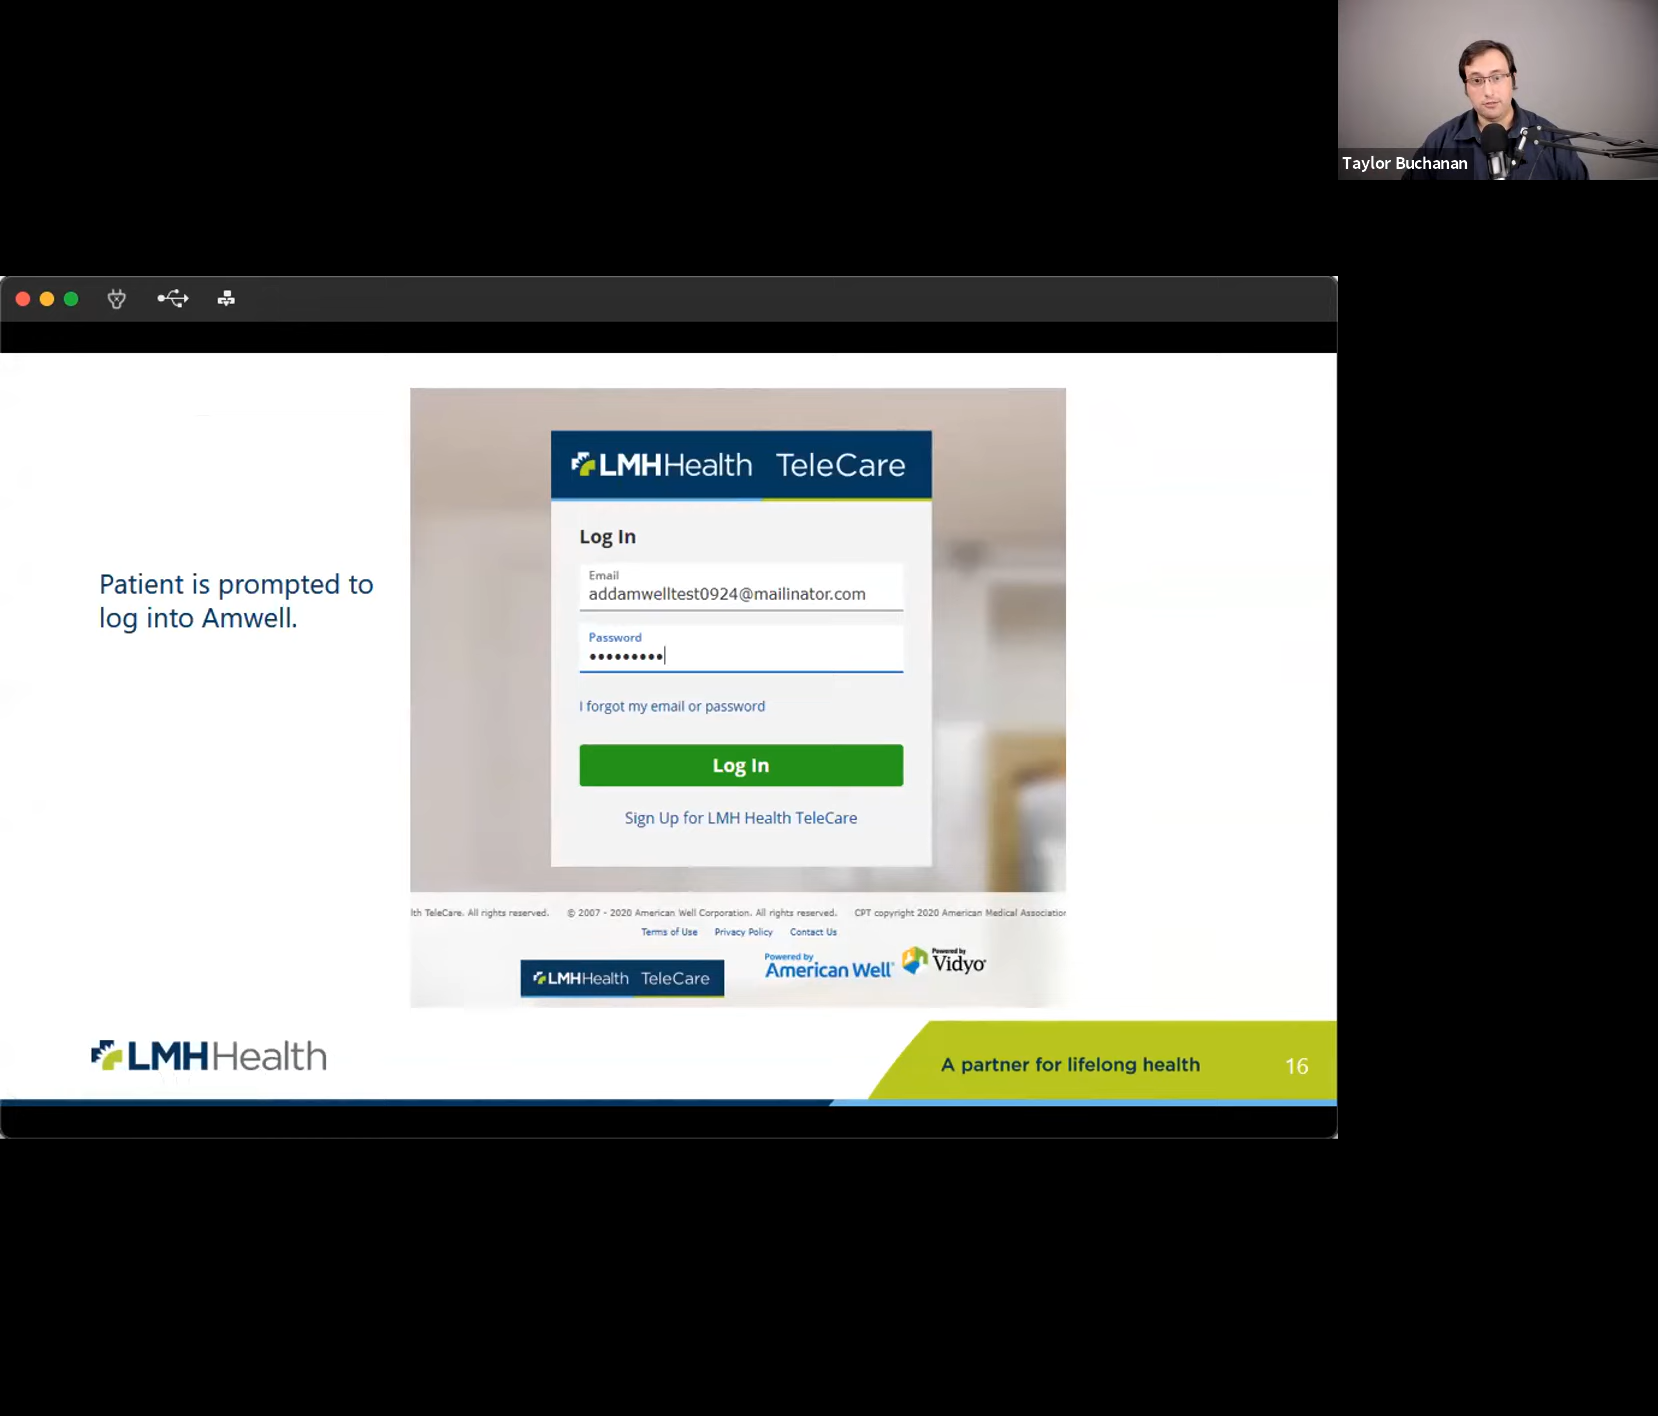 Taylor Buchanan
LMHHealth TeleCare
Log In
Email
addamwelltest0924@mailinator.com
Password
•••••••••
I forgot my email or password
Log In
Sign Up for LMH Health TeleCare
Patient is prompted to
log into Amwell.
lth TeleCare. All rights reserved. © 2007 - 2020 American Well Corporation. All rights reserved. CPT copyright 2020 American Medical Association
Terms of Use Privacy Policy Contact Us
LMHHealth TeleCare
Powered by
American Well
Powered by
Vidyo
LMHHealth
A partner for lifelong health
16